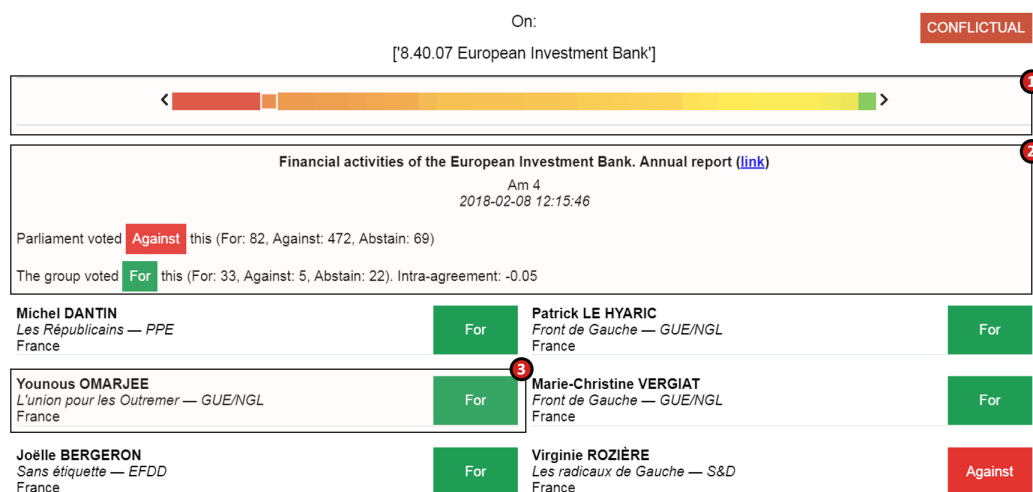 On:
CONFLICTUAL
['8.40.07 European Investment Bank']
1
< >
2
Financial activities of the European Investment Bank. Annual report (link)
Am 4
2018-02-08 12:15:46
Parliament voted Against this (For: 82, Against: 472, Abstain: 69)
The group voted For this (For: 33, Against: 5, Abstain: 22). Intra-agreement: -0.05
Michel DANTIN
Les Républicains — PPE
France
For
Patrick LE HYARIC
Front de Gauche — GUE/NGL
France
For
3
Younous OMARJEE
L'union pour les Outremer — GUE/NGL
France
For
Marie-Christine VERGIAT
Front de Gauche — GUE/NGL
France
For
Joëlle BERGERON
Sans étiquette — EFDD
France
For
Virginie ROZIÈRE
Les radicaux de Gauche — S&D
France
Against